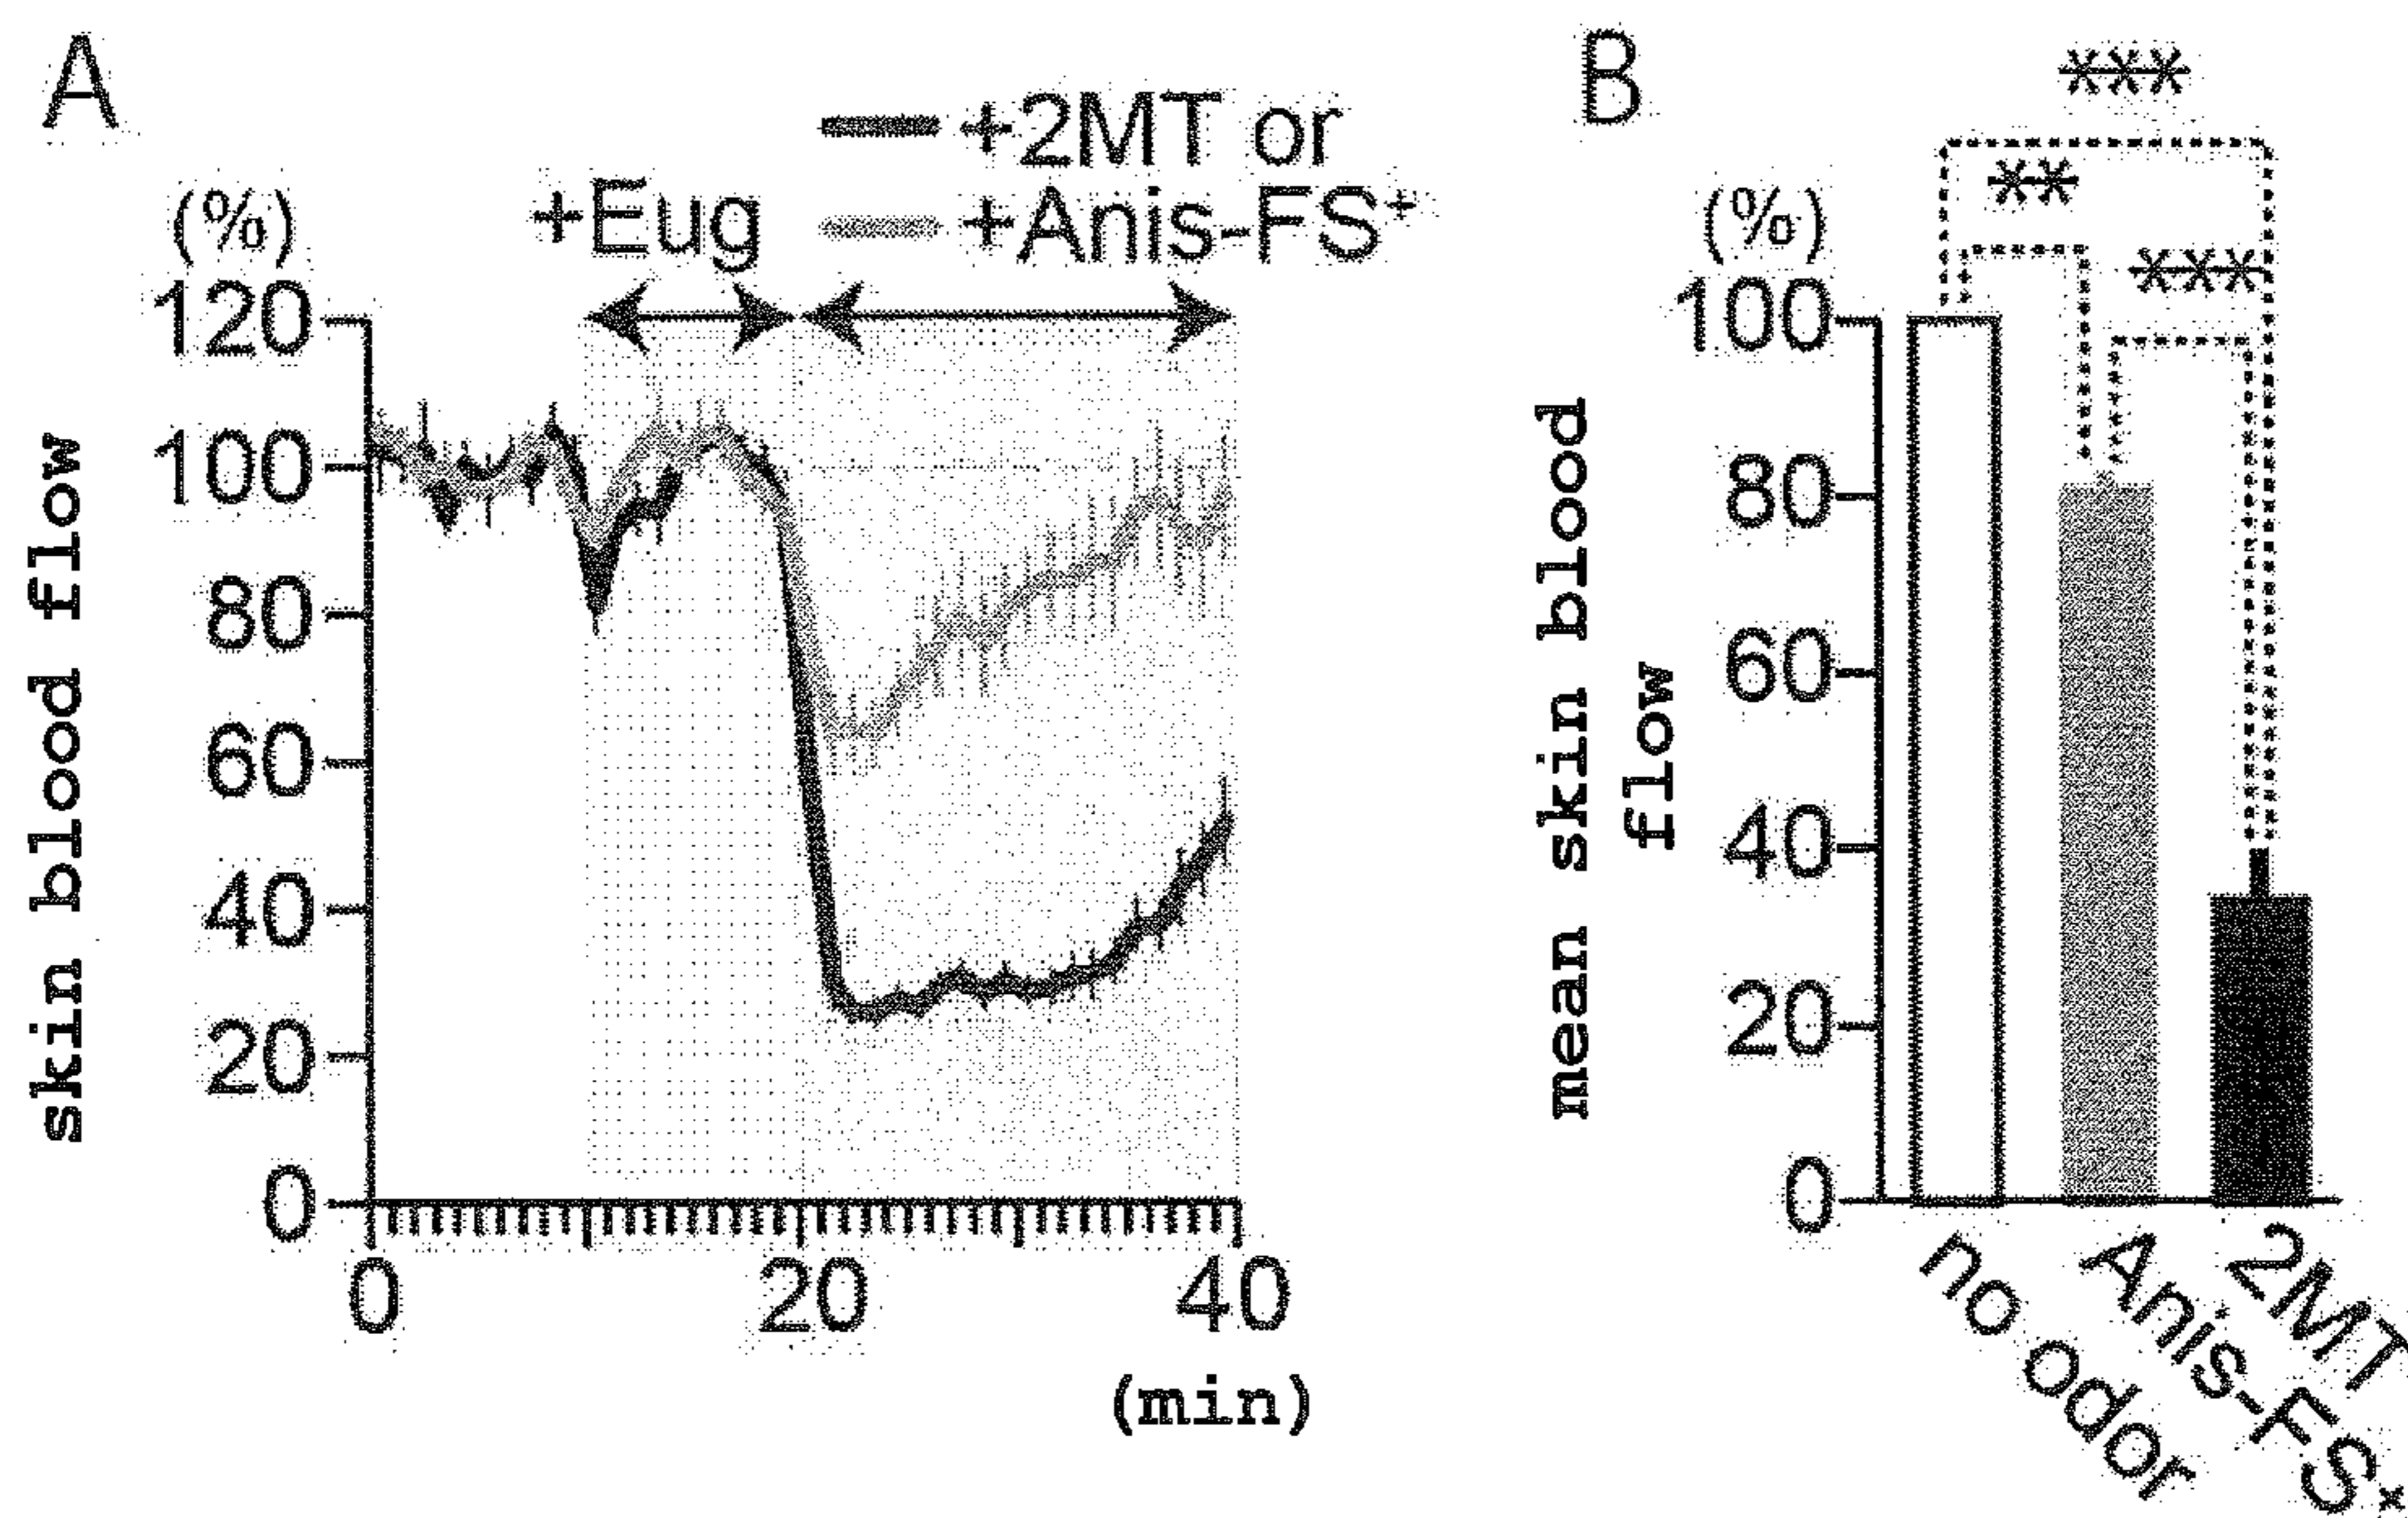 A
+2MT or
+Eug
+Anis-FS⁺
(%)
120
100
80
60
40
20
0
skin blood flow
0
20
40
(min)
B
***
**
***
(%)
100
80
60
40
20
0
mean skin blood
flow
no odor
Anis-FS⁺
2MT